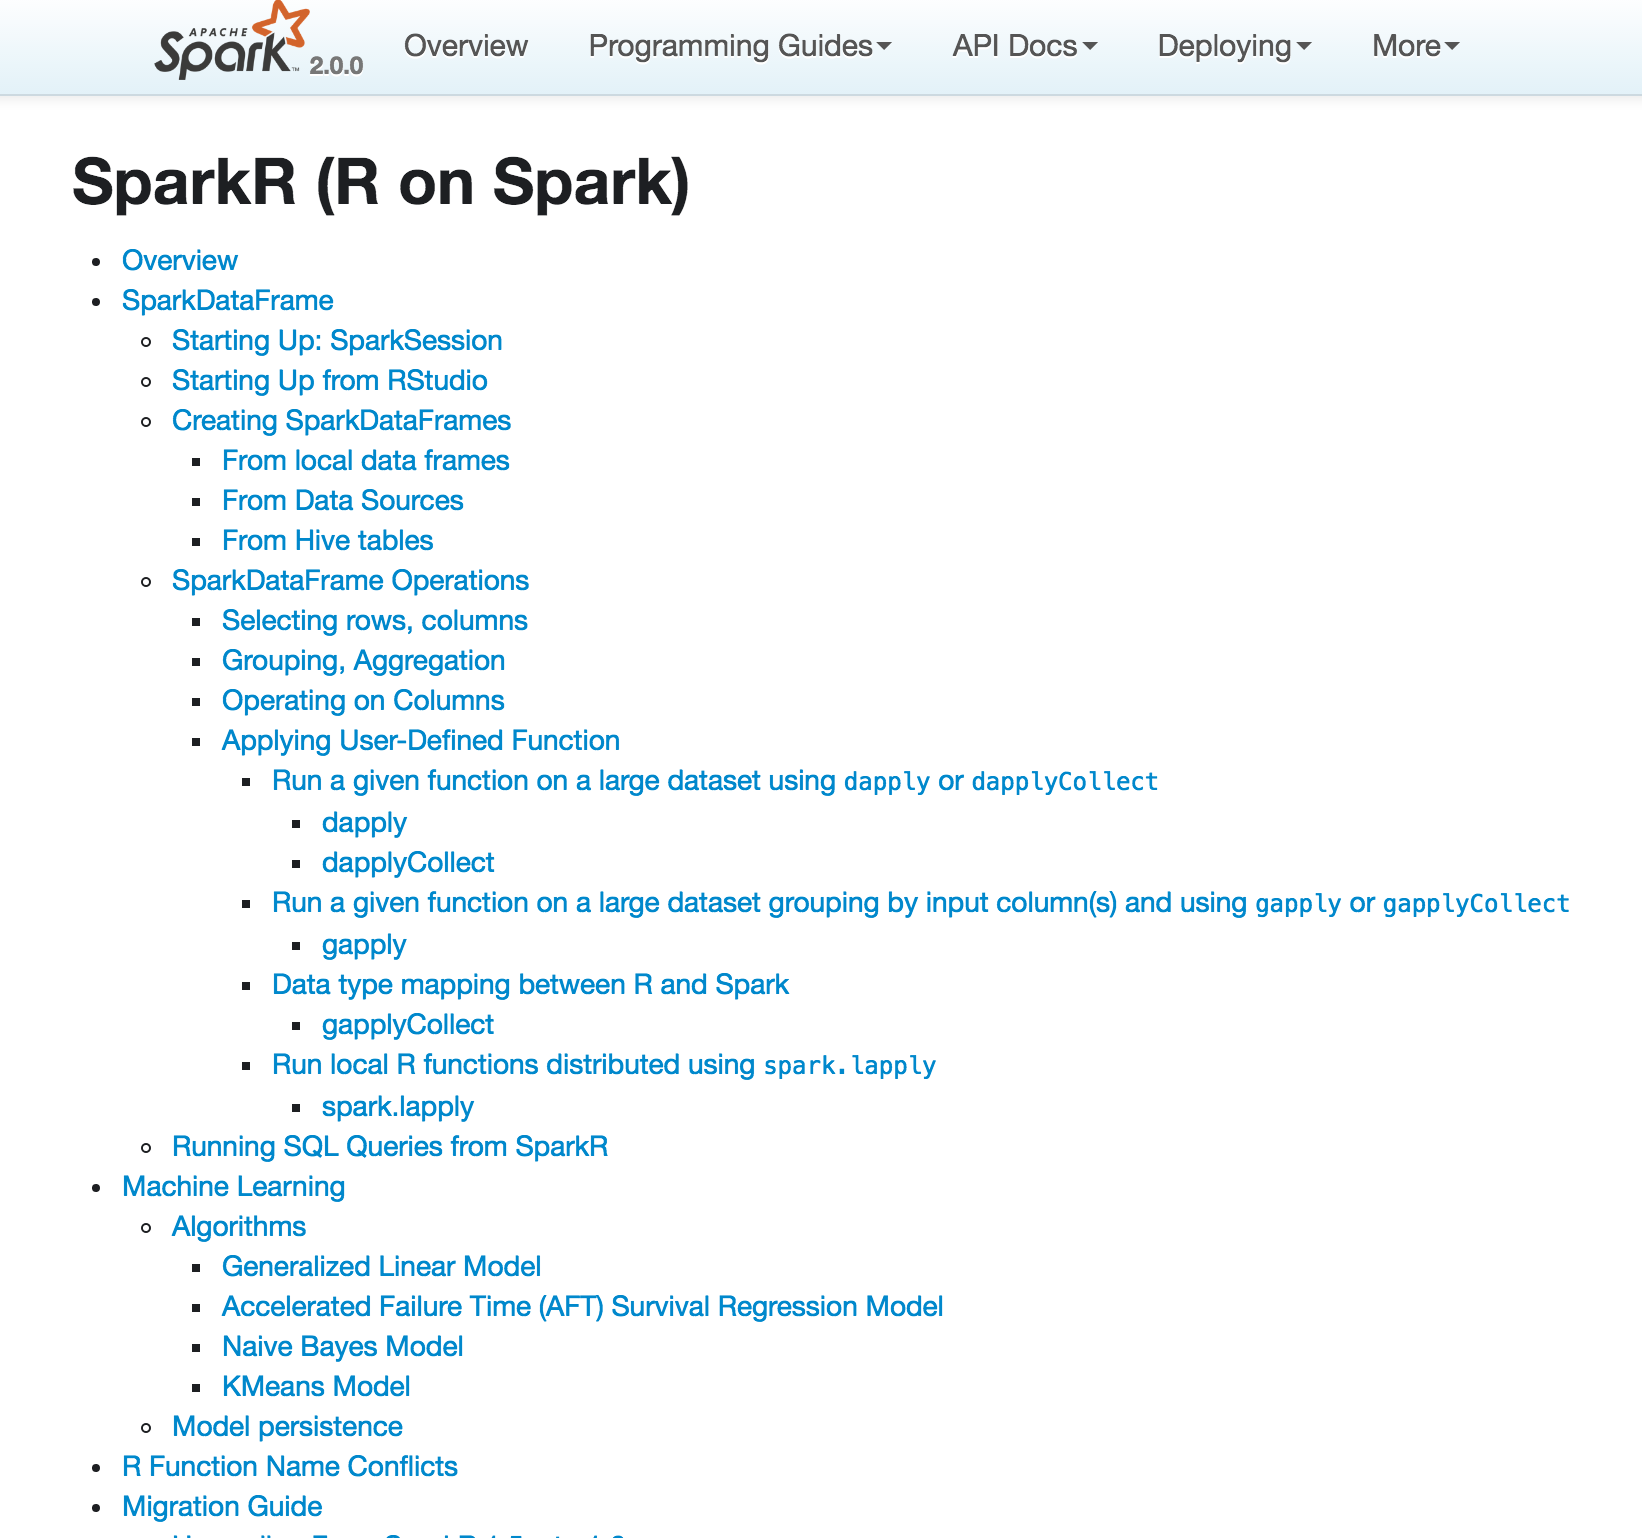 APACHE
Spark™ 2.0.0 Overview Programming Guides API Docs Deploying More
SparkR (R on Spark)
Overview
SparkDataFrame
Starting Up: SparkSession
Starting Up from RStudio
Creating SparkDataFrames
From local data frames
From Data Sources
From Hive tables
SparkDataFrame Operations
Selecting rows, columns
Grouping, Aggregation
Operating on Columns
Applying User-Defined Function
Run a given function on a large dataset using dapply or dapplyCollect
dapply
dapplyCollect
Run a given function on a large dataset grouping by input column(s) and using gapply or gapplyCollect
gapply
Data type mapping between R and Spark
gapplyCollect
Run local R functions distributed using spark.lapply
spark.lapply
Running SQL Queries from SparkR
Machine Learning
Algorithms
Generalized Linear Model
Accelerated Failure Time (AFT) Survival Regression Model
Naive Bayes Model
KMeans Model
Model persistence
R Function Name Conflicts
Migration Guide